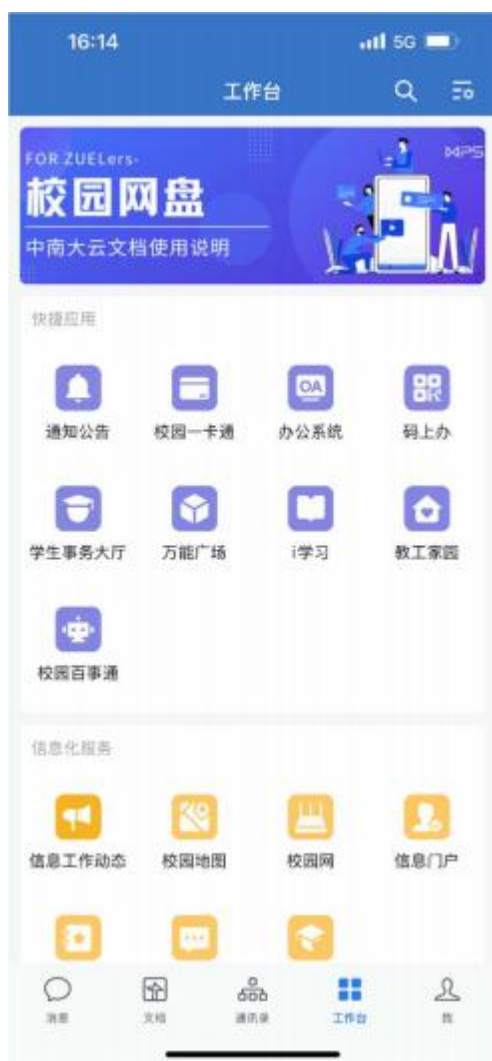 16:14 5G
工作台
FOR ZUELers-
WPS
校园网盘
中南大云文档使用说明
快捷应用
通知公告 校园一卡通 办公系统 码上办
OA
学生事务大厅 万能广场 i学习 教工家园
校园百事通
信息化服务
信息工作动态 校园地图 校园网 信息门户
消息 文档 通讯录 工作台 我